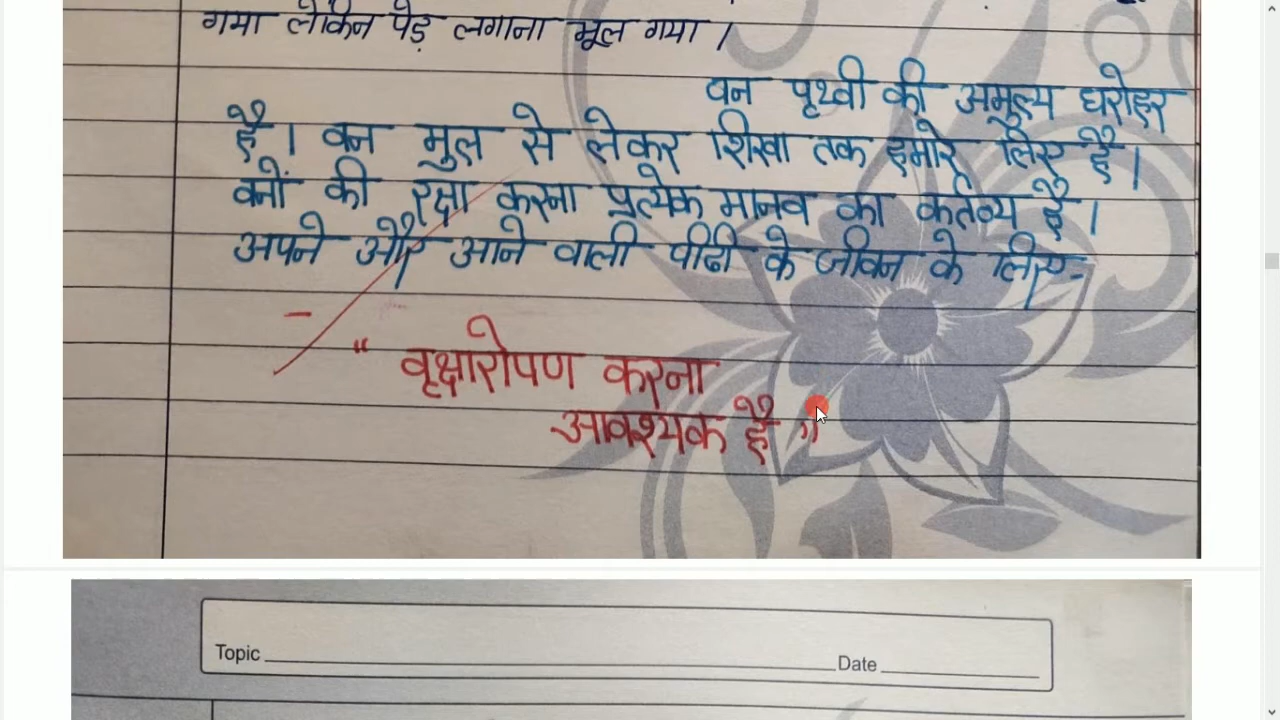 गया लेकिन पेड़ लगाना भूल गया ।
वन पृथ्वी की अमुल्य धरोहर
है । वन मुल से लेकर शिखा तक हमारे लिए है ।
वनों की रक्षा करना प्रत्येक मानव का कर्तव्य है ।
अपने और आने वाली पीढी के जीवन के लिए-
- " वृक्षारोपण करना
आवश्यक है "
Topic Date